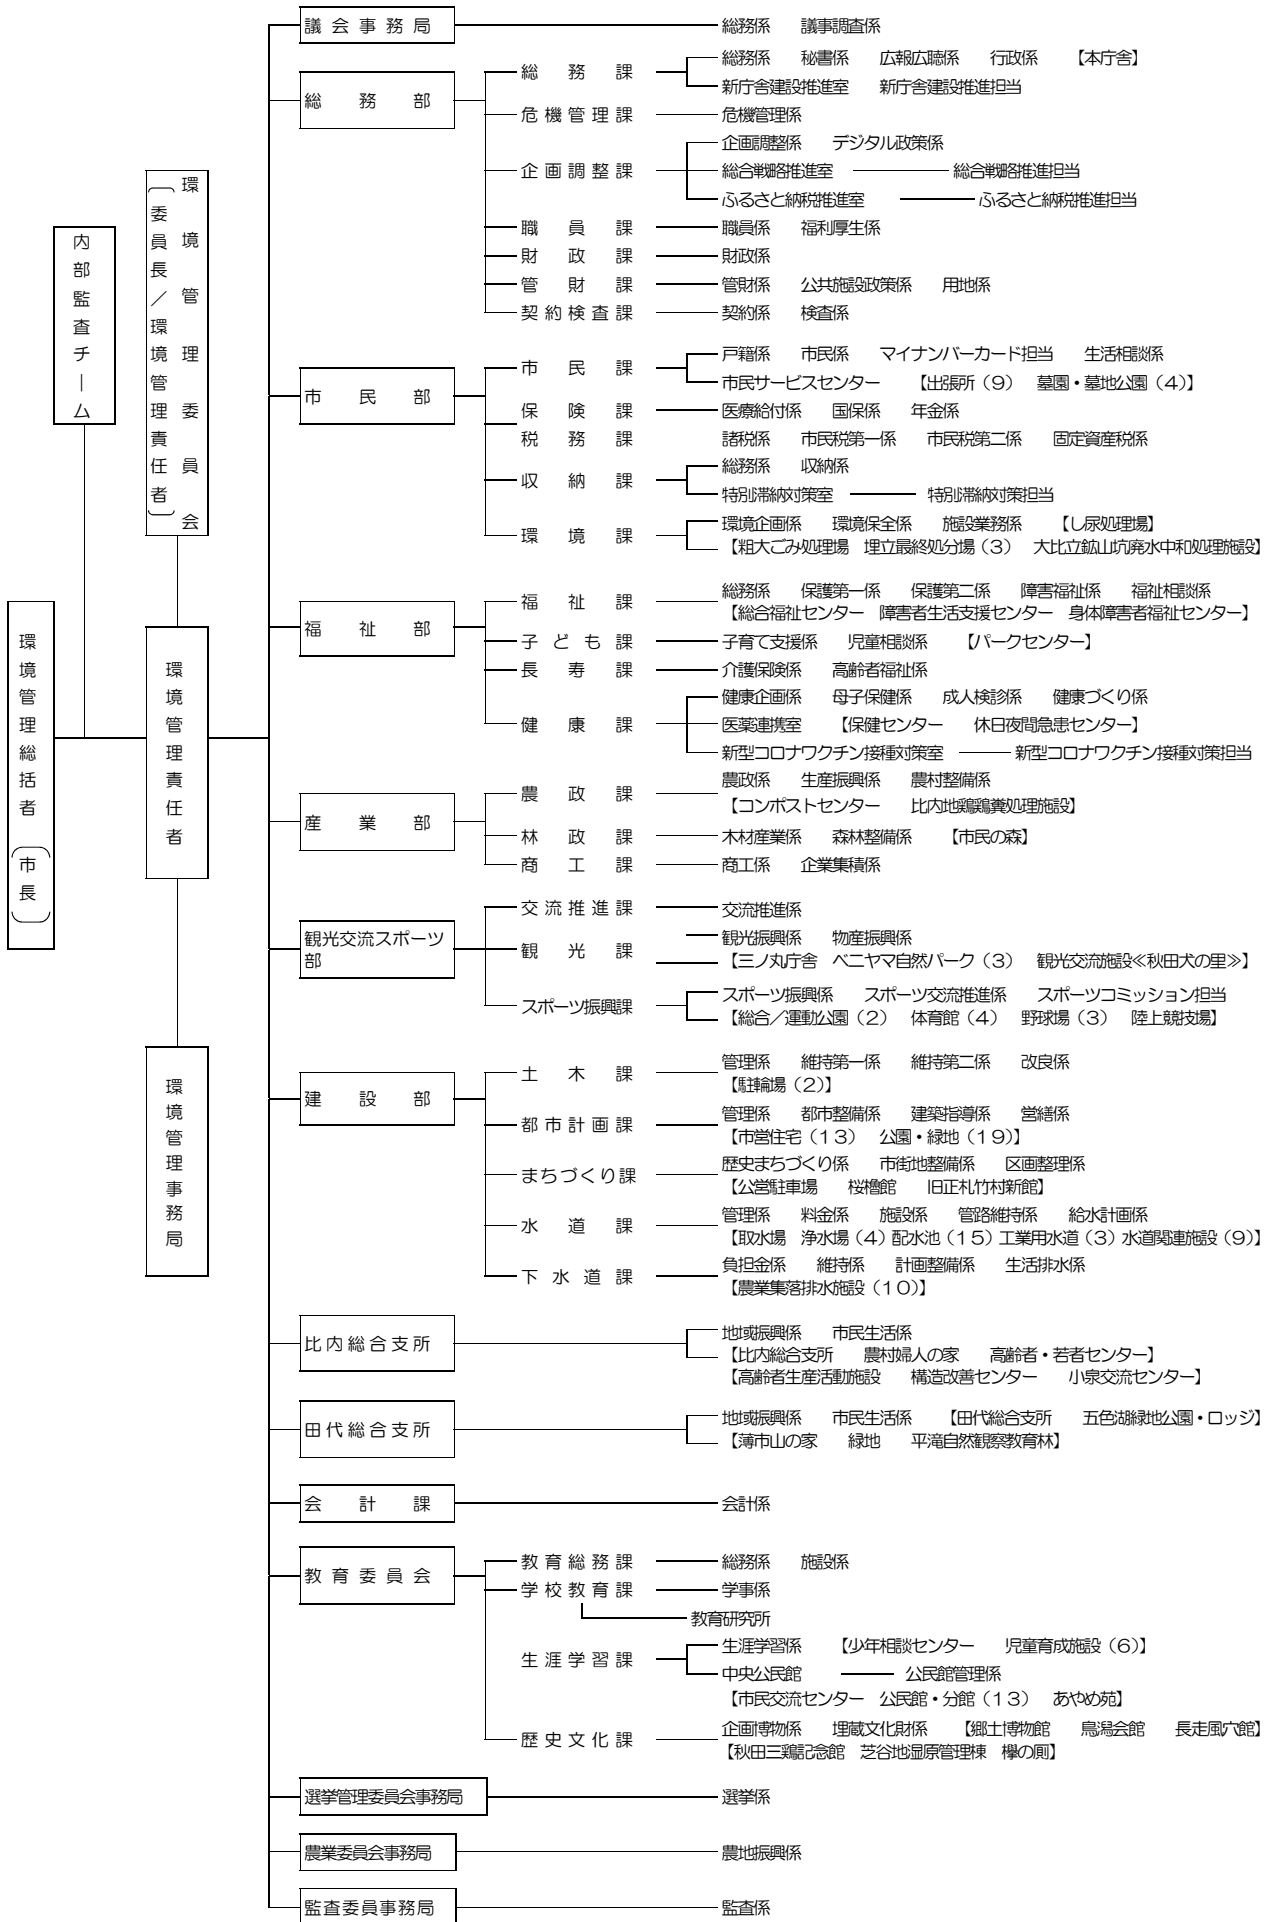 環境管理総括者（市長）
内部監査チーム
環境管理委員会
（委員長／環境管理責任者）
環境管理責任者
環境管理事務局
議会事務局　総務係　議事調査係
総務部
総務課　総務係　秘書係　広報広聴係　行政係　【本庁舎】
新庁舎建設推進室　新庁舎建設推進担当
危機管理課　危機管理係
企画調整係　デジタル政策係
企画調整課　総合戦略推進室　総合戦略推進担当
ふるさと納税推進室　ふるさと納税推進担当
職員課　職員係　福利厚生係
財政課　財政係
管財課　管財係　公共施設政策係　用地係
契約検査課　契約係　検査係
市民部
市民課　戸籍係　市民係　マイナンバーカード担当　生活相談係
市民サービスセンター　【出張所（９）　墓園・墓地公園（４）】
保険課　医療給付係　国保係　年金係
税務課　諸税係　市民税第一係　市民税第二係　固定資産税係
収納課　総務係　収納係
特別滞納対策室　特別滞納対策担当
環境課　環境企画係　環境保全係　施設業務係　【し尿処理場】
【粗大ごみ処理場　埋立最終処分場（３）　大比立鉱山坑廃水中和処理施設】
福祉部
福祉課　総務係　保護第一係　保護第二係　障害福祉係　福祉相談係
【総合福祉センター　障害者生活支援センター　身体障害者福祉センター】
子ども課　子育て支援係　児童相談係　【パークセンター】
長寿課　介護保険係　高齢者福祉係
健康企画係　母子保健係　成人検診係　健康づくり係
健康課　医薬連携室　【保健センター　休日夜間急患センター】
新型コロナワクチン接種対策室　新型コロナワクチン接種対策担当
産業部
農政課　農政係　生産振興係　農村整備係
【コンポストセンター　比内地鶏鶏糞処理施設】
林政課　木材産業係　森林整備係　【市民の森】
商工課　商工係　企業集積係
観光交流スポーツ部
交流推進課　交流推進係
観光課　観光振興係　物産振興係
【三ノ丸庁舎　ベニヤマ自然パーク（３）　観光交流施設≪秋田犬の里≫】
スポーツ振興課　スポーツ振興係　スポーツ交流推進係　スポーツコミッション担当
【総合／運動公園（２）　体育館（４）　野球場（３）　陸上競技場】
建設部
土木課　管理係　維持第一係　維持第二係　改良係
【駐輪場（２）】
都市計画課　管理係　都市整備係　建築指導係　営繕係
【市営住宅（１３）　公園・緑地（１９）】
まちづくり課　歴史まちづくり係　市街地整備係　区画整理係
【公営駐車場　桜櫓館　旧正札竹村新館】
水道課　管理係　料金係　施設係　管路維持係　給水計画係
【取水場　浄水場（４）配水池（１５）工業用水道（３）水道関連施設（９）】
下水道課　負担金係　維持係　計画整備係　生活排水係
【農業集落排水施設（１０）】
比内総合支所　地域振興係　市民生活係
【比内総合支所　農村婦人の家　高齢者・若者センター】
【高齢者生産活動施設　構造改善センター　小泉交流センター】
田代総合支所　地域振興係　市民生活係　【田代総合支所　五色湖緑地公園・ロッジ】
【薄市山の家　緑地　平滝自然観察教育林】
会計課　会計係
教育委員会
教育総務課　総務係　施設係
学校教育課　学事係
教育研究所
生涯学習課　生涯学習係　【少年相談センター　児童育成施設（６）】
中央公民館　公民館管理係
【市民交流センター　公民館・分館（１３）　あやめ苑】
歴史文化課　企画博物係　埋蔵文化財係　【郷土博物館　鳥潟会館　長走風穴館】
【秋田三鶏記念館　芝谷地湿原管理棟　欅の厠】
選挙管理委員会事務局　選挙係
農業委員会事務局　農地振興係
監査委員事務局　監査係